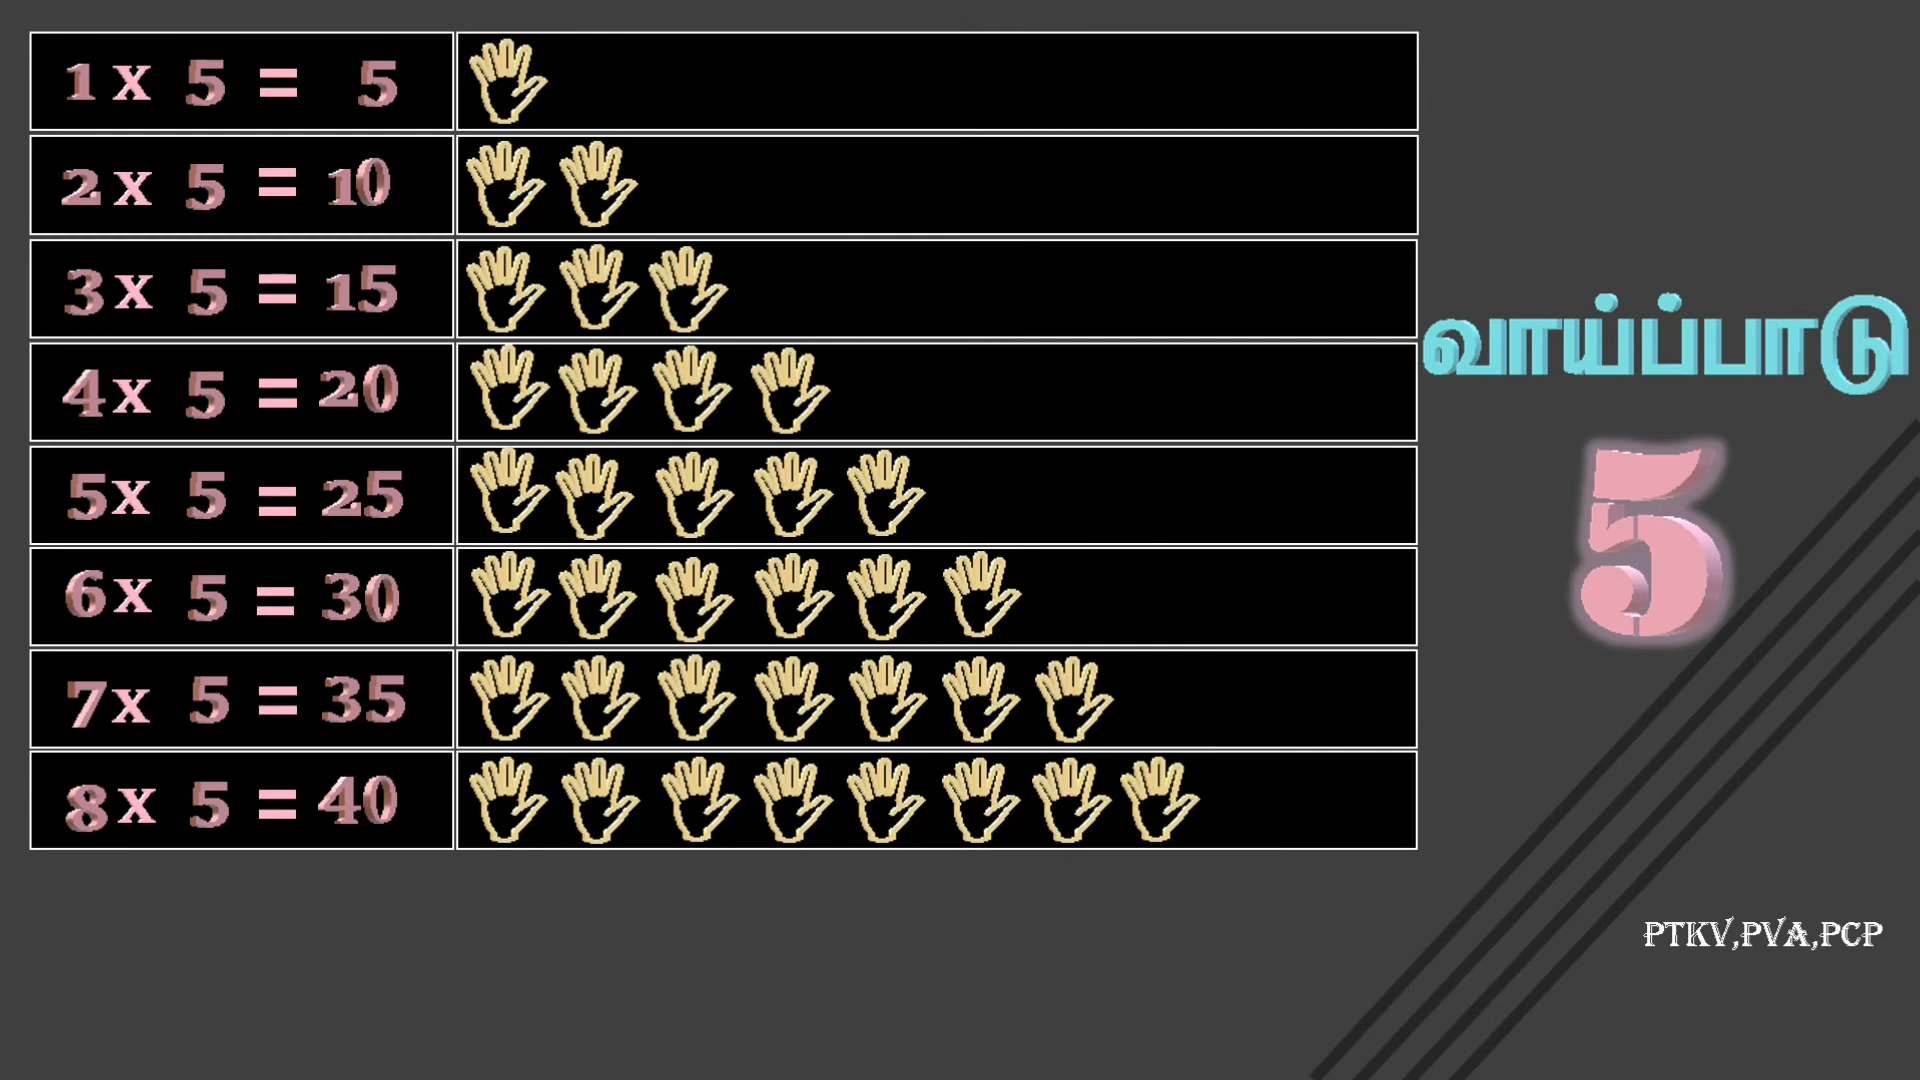 1 x 5 = 5
2 x 5 = 10
3 x 5 = 15
4 x 5 = 20
5 x 5 = 25
6 x 5 = 30
7 x 5 = 35
8 x 5 = 40
வாய்ப்பாடு
5
PTKV,PVA,PCP